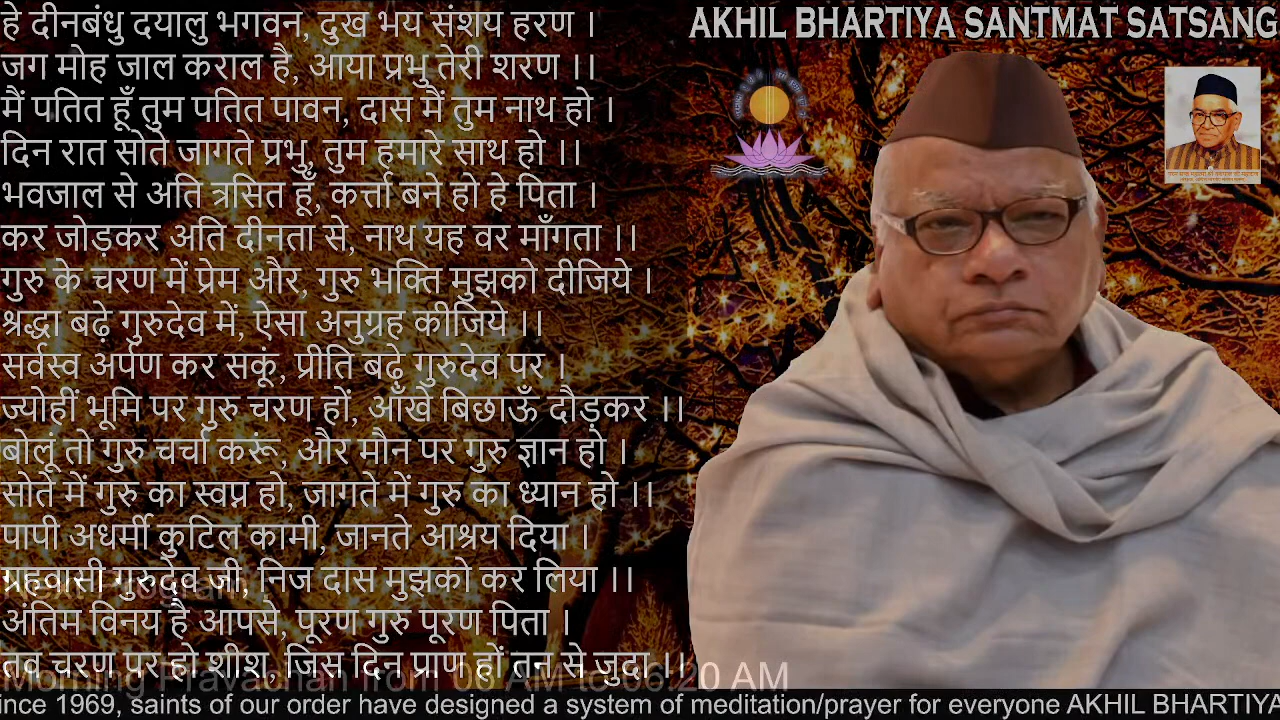 हे दीनबंधु दयालु भगवन, दुख भय संशय हरण ।
जग मोह जाल कराल है, आया प्रभु तेरी शरण ।।
मैं पतित हूँ तुम पतित पावन, दास में तुम नाथ हो ।
दिन रात सोते जागते प्रभु, तुम हमारे साथ हो ।।
भवजाल से अति त्रसित हूँ, कर्त्ता बने हो हे पिता ।
कर जोड़कर अति दीनता से, नाथ यह वर माँगता ।।
गुरु के चरण में प्रेम और, गुरु भक्ति मुझको दीजिये ।
श्रद्धा बढ़े गुरुदेव में, ऐसा अनुग्रह कीजिये ।।
सर्वस्व अर्पण कर सकूं, प्रीति बढ़े गुरुदेव पर ।
ज्योहीं भूमि पर गुरु चरण हों, आँखे बिछाऊँ दौड़कर ।।
बोलूं तो गुरु चर्चा करूं, और मौन पर गुरु ज्ञान हो ।
सोते में गुरु का स्वप्न हो, जागते में गुरु का ध्यान हो ।।
पापी अधर्मी कुटिल कामी, जानते आश्रय दिया ।
ग्रहवासी गुरुदेव जी, निज दास मुझको कर लिया ।।
अंतिम विनय है आपसे, पूरण गुरु पूरण पिता ।
तव चरण पर हो शीश, जिस दिन प्राण हों तन से जुदा ।।
Morning Pravachan from 06 AM to 06:20 AM
AKHIL BHARTIYA SANTMAT SATSANG
ince 1969, saints of our order have designed a system of meditation/prayer for everyone AKHIL BHARTIYA